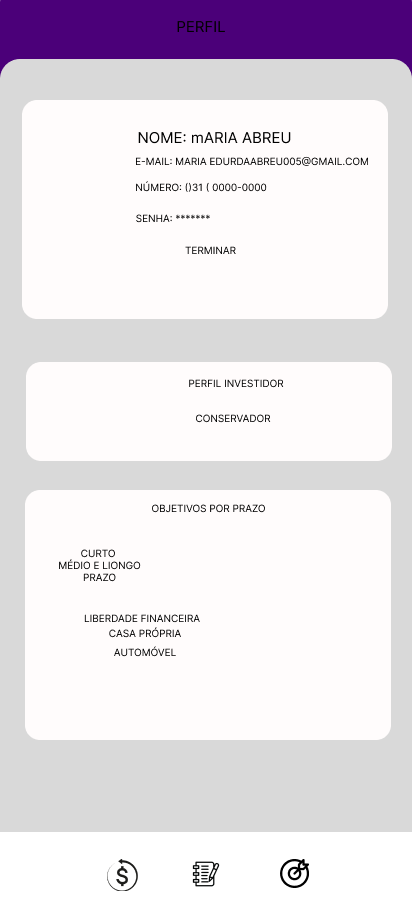 PERFIL
NOME: mARIA ABREU
E-MAIL: MARIA EDURDAABREU005@GMAIL.COM
NÚMERO: ()31 ( 0000-0000
SENHA: *******
TERMINAR
PERFIL INVESTIDOR
CONSERVADOR
OBJETIVOS POR PRAZO
CURTO
MÉDIO E LIONGO
PRAZO
LIBERDADE FINANCEIRA
CASA PRÓPRIA
AUTOMÓVEL